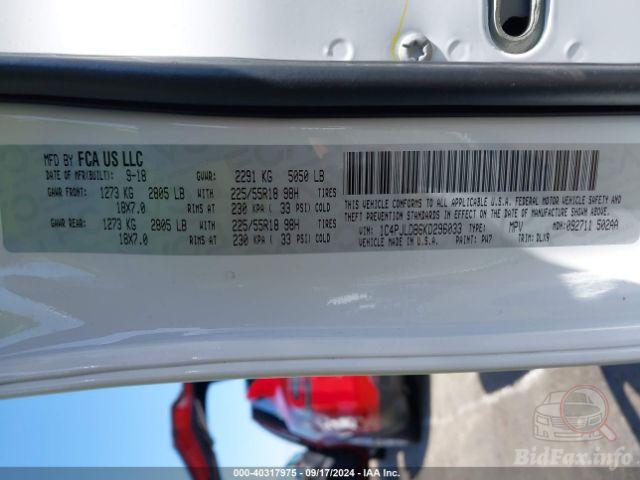 MFD BY FCA US LLC
DATE OF MFR(BUILT): 9-18 GVWR: 2291 KG 5050 LB
GAWR FRONT: 1273 KG 2805 LB WITH 225/55R18 98H TIRES
18X7.0 RIMS AT 230 KPA ( 33 PSI) COLD
GAWR REAR: 1273 KG 2805 LB WITH 225/55R18 98H TIRES
18X7.0 RIMS AT 230 KPA ( 33 PSI) COLD
THIS VEHICLE CONFORMS TO ALL APPLICABLE U.S.A. FEDERAL MOTOR VEHICLE SAFETY
AND THEFT PREVENTION STANDARDS IN EFFECT ON THE DATE OF MANUFACTURE SHOWN ABOVE.
VIN: 1C4PJLDB6KD296033 TYPE: MPV MDH: 092711 502AA
VEHICLE MADE IN U.S.A. PAINT: PW7 TRIM: DLX9
000-40317975 - 09/17/2024 - IAA Inc.
BidFax.info